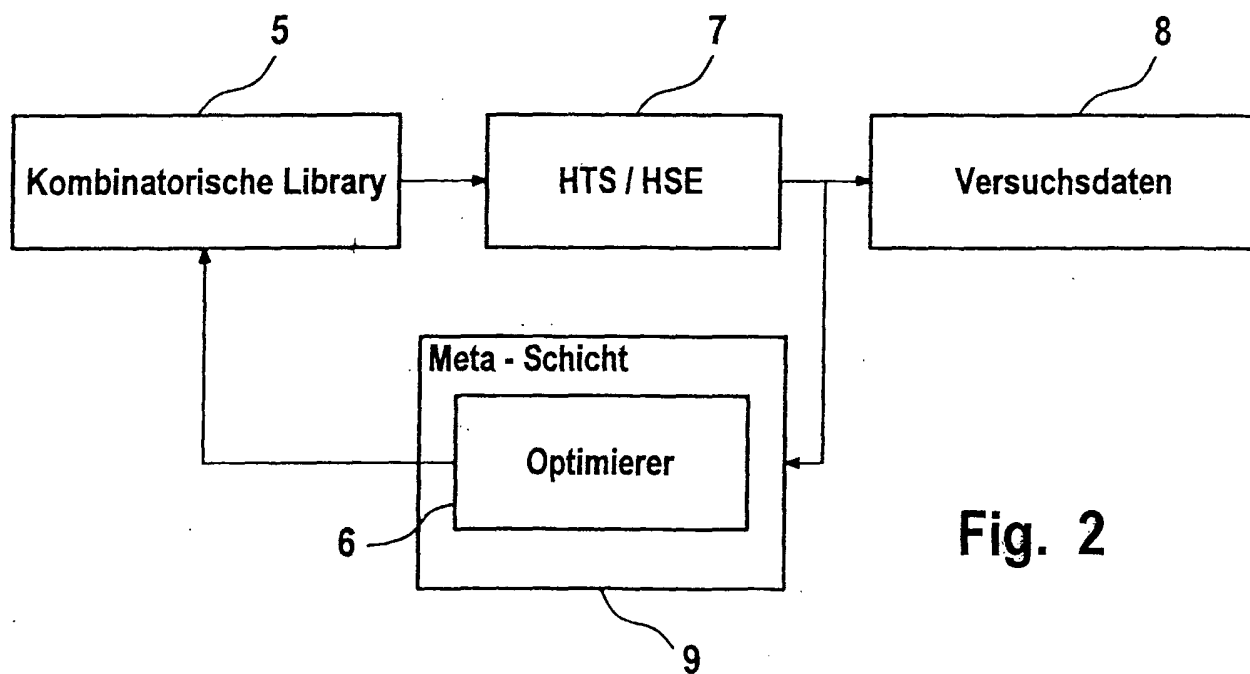 5
7
8
Kombinatorische Library
HTS / HSE
Versuchsdaten
Meta - Schicht
Optimierer
6
Fig. 2
9